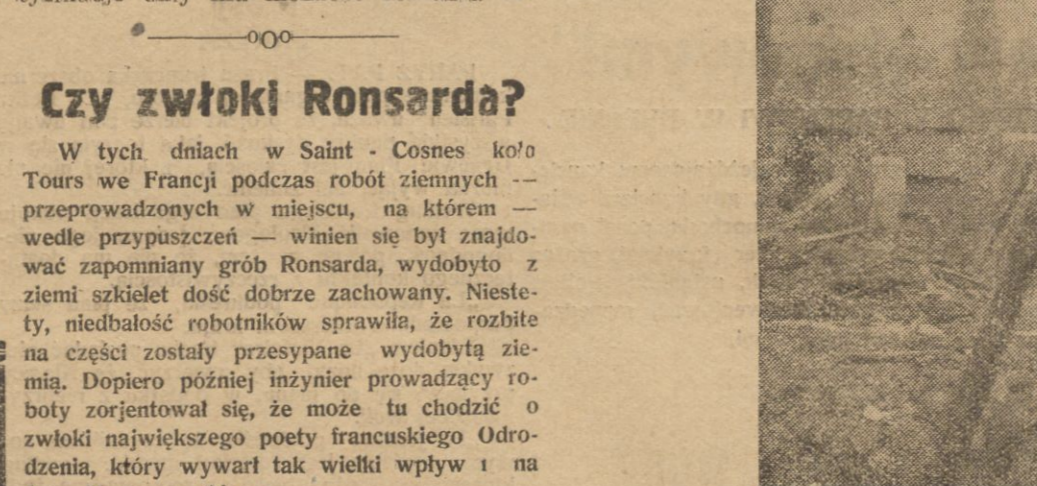 oOo
Czy zwłoki Ronsarda?
W tych dniach w Saint - Cosnes koło
Tours we Francji podczas robót ziemnych —
przeprowadzonych w miejscu, na którem —
wedle przypuszczeń — winien się był znajdo-
wać zapomniany grób Ronsarda, wydobyto z
ziemi szkielet dość dobrze zachowany. Nieste-
ty, niedbałość robotników sprawiła, że rozbite
na części zostały przesypane wydobytą zie-
mią. Dopiero później inżynier prowadzący ro-
boty zorjentował się, że może tu chodzić o
zwłoki największego poety francuskiego Odro-
dzenia, który wywarł tak wielki wpływ i na